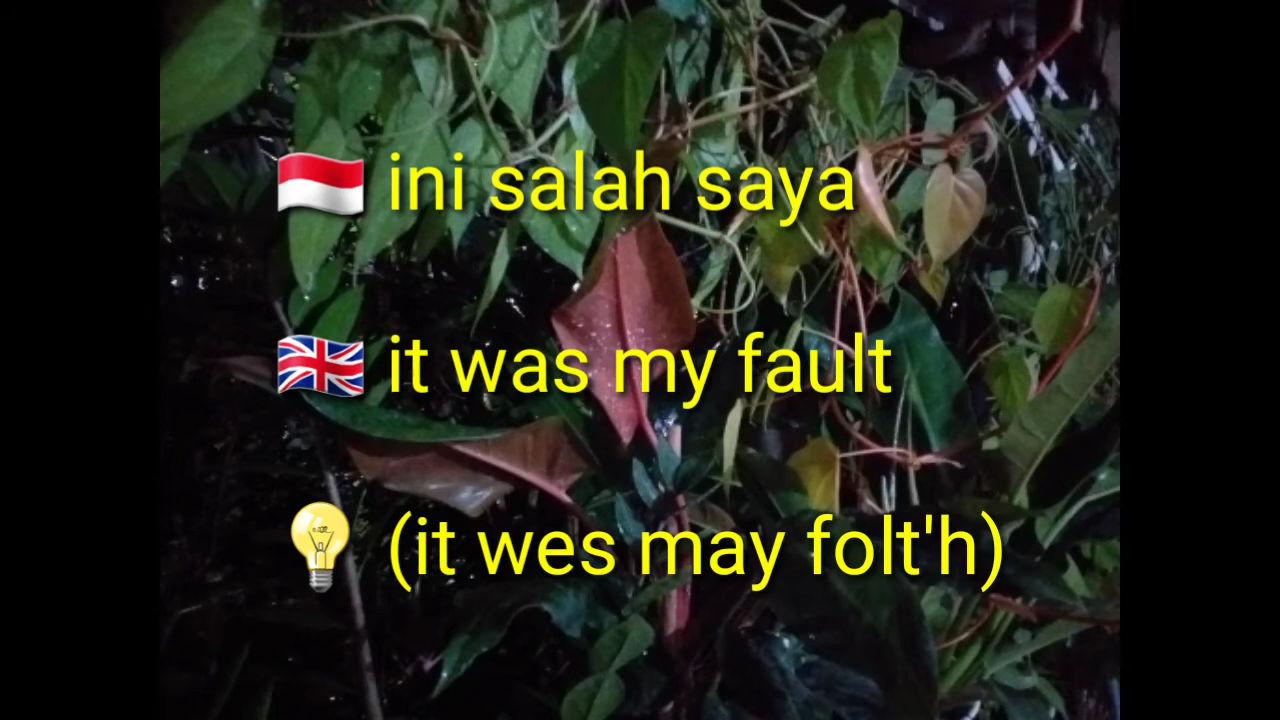 🇮🇩 ini salah saya
🇬🇧 it was my fault
💡 (it wes may folt'h)